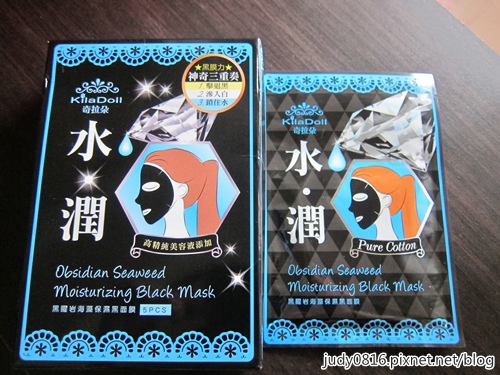 ★黑膜力★
神奇三重奏
1.擊退黑
2.滲入白
3.鎖住水
KilaDoll
奇拉朵
水
潤
高精純美容液添加
Obsidian Seaweed
Moisturizing Black Mask
黑曜岩海藻保濕黑面膜
5PCS
KilaDoll
奇拉朵
水
潤
Pure Cotton
Obsidian Seaweed
Moisturizing Black Mask
黑曜岩海藻保濕黑面膜
judy0816.pixnet.net/blog